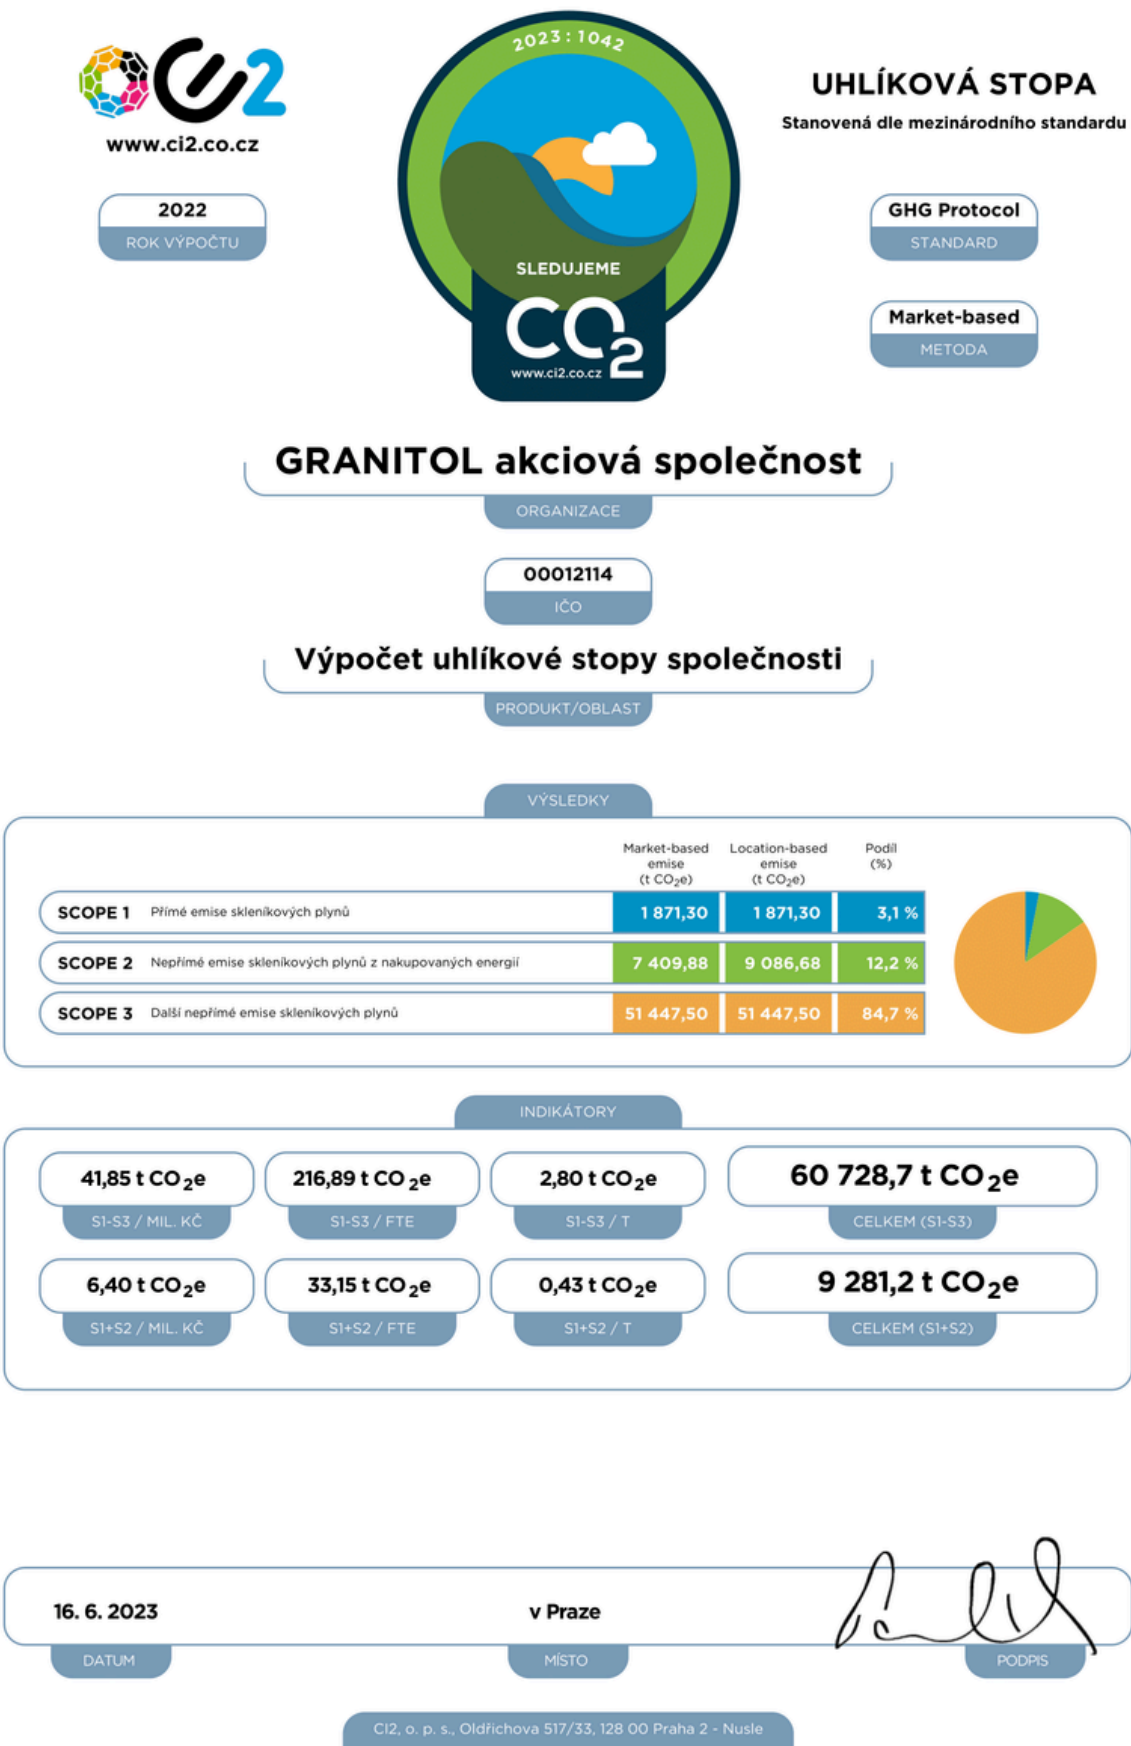 CI2
www.ci2.co.cz
2022
ROK VÝPOČTU
2023:1042
SLEDUJEME
CO2
www.ci2.co.cz
UHLÍKOVÁ STOPA
Stanovená dle mezinárodního standardu
GHG Protocol
STANDARD
Market-based
METODA
GRANITOL akciová společnost
ORGANIZACE
00012114
IČO
Výpočet uhlíkové stopy společnosti
PRODUKT/OBLAST
VÝSLEDKY
Market-based emise (t CO₂e) Location-based emise (t CO₂e) Podíl (%)
SCOPE 1 Přímé emise skleníkových plynů 1 871,30 1 871,30 3,1 %
SCOPE 2 Nepřímé emise skleníkových plynů z nakupovaných energií 7 409,88 9 086,68 12,2 %
SCOPE 3 Další nepřímé emise skleníkových plynů 51 447,50 51 447,50 84,7 %
INDIKÁTORY
41,85 t CO₂e 216,89 t CO₂e 2,80 t CO₂e 60 728,7 t CO₂e
S1-S3 / MIL. KČ S1-S3 / FTE S1-S3 / T CELKEM (S1-S3)
6,40 t CO₂e 33,15 t CO₂e 0,43 t CO₂e 9 281,2 t CO₂e
S1+S2 / MIL. KČ S1+S2 / FTE S1+S2 / T CELKEM (S1+S2)
16. 6. 2023 v Praze
DATUM MÍSTO PODPIS
CI2, o. p. s., Oldřichova 517/33, 128 00 Praha 2 - Nusle